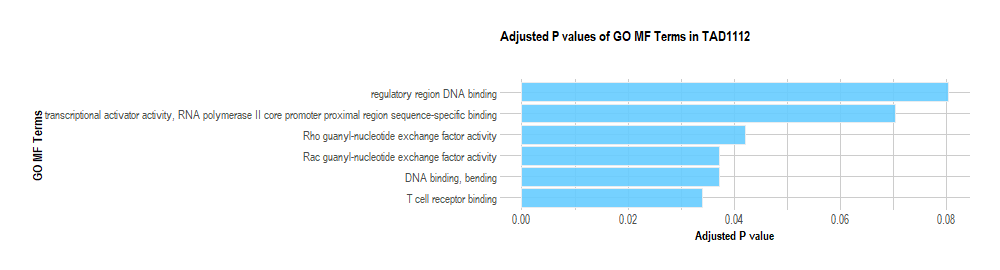 Adjusted P values of GO MF Terms in TAD1112
GO MF Terms
regulatory region DNA binding
transcriptional activator activity, RNA polymerase II core promoter proximal region sequence-specific binding
Rho guanyl-nucleotide exchange factor activity
Rac guanyl-nucleotide exchange factor activity
DNA binding, bending
T cell receptor binding
0.00 0.02 0.04 0.06 0.08
Adjusted P value